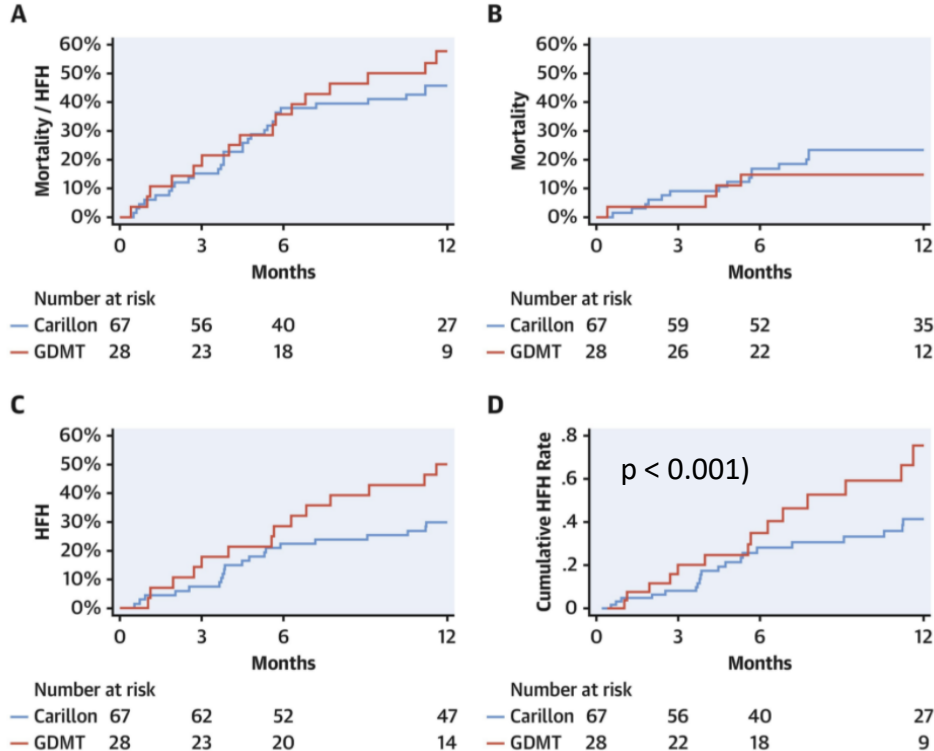 A
Mortality / HFH
60%
50%
40%
30%
20%
10%
0%
0 3 6 12
Months
Number at risk
Carillon 67 56 40 27
GDMT 28 23 18 9
B
Mortality
60%
50%
40%
30%
20%
10%
0%
0 3 6 12
Months
Number at risk
Carillon 67 59 52 35
GDMT 28 26 22 12
C
HFH
60%
50%
40%
30%
20%
10%
0%
0 3 6 12
Months
Number at risk
Carillon 67 62 52 47
GDMT 28 23 20 14
D
Cumulative HFH Rate
.8
.6
.4
.2
0
p < 0.001)
0 3 6 12
Months
Number at risk
Carillon 67 56 40 27
GDMT 28 22 18 9